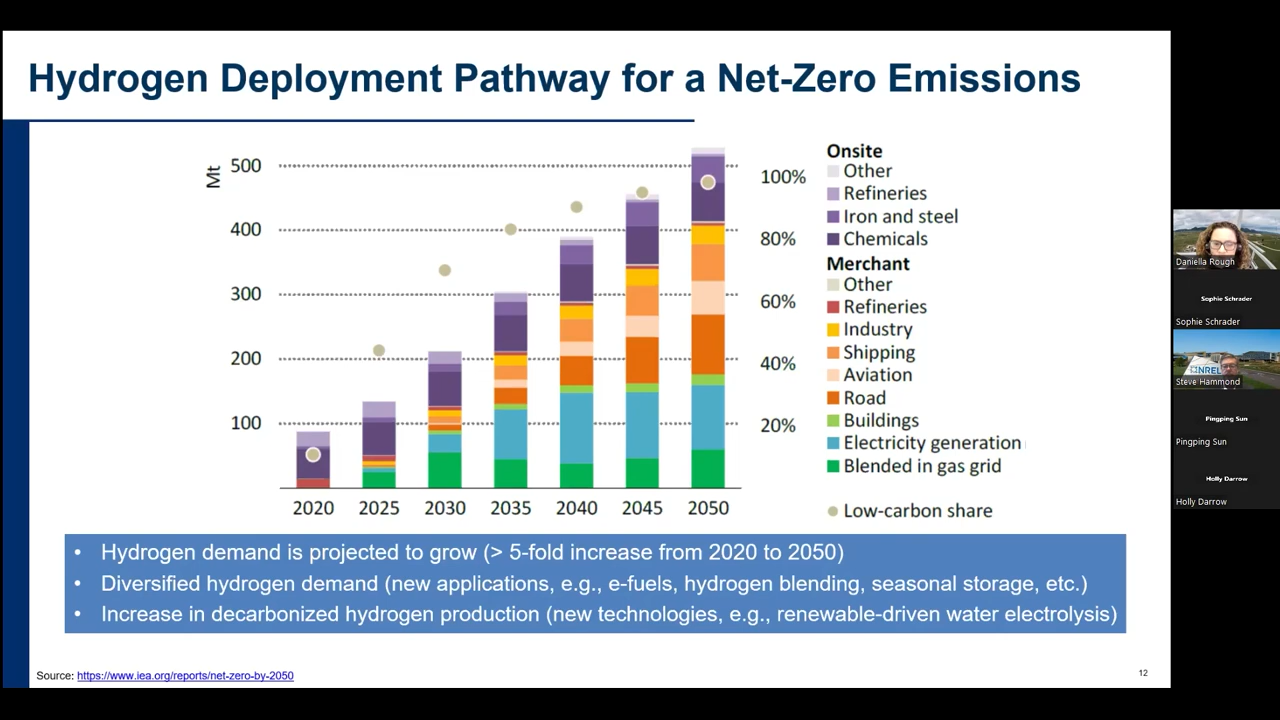 Hydrogen Deployment Pathway for a Net-Zero Emissions
Mt
500
400
300
200
100
100%
80%
60%
40%
20%
2020 2025 2030 2035 2040 2045 2050
Onsite
Other
Refineries
Iron and steel
Chemicals
Merchant
Other
Refineries
Industry
Shipping
Aviation
Road
Buildings
Electricity generation
Blended in gas grid
Low-carbon share
• Hydrogen demand is projected to grow (> 5-fold increase from 2020 to 2050)
• Diversified hydrogen demand (new applications, e.g., e-fuels, hydrogen blending, seasonal storage, etc.)
• Increase in decarbonized hydrogen production (new technologies, e.g., renewable-driven water electrolysis)
Source: https://www.iea.org/reports/net-zero-by-2050
12
Daniella Rough
Sophie Schrader
Sophie Schrader
NREL
Steve Hammond
Pingping Sun
Pingping Sun
Holly Darrow
Holly Darrow